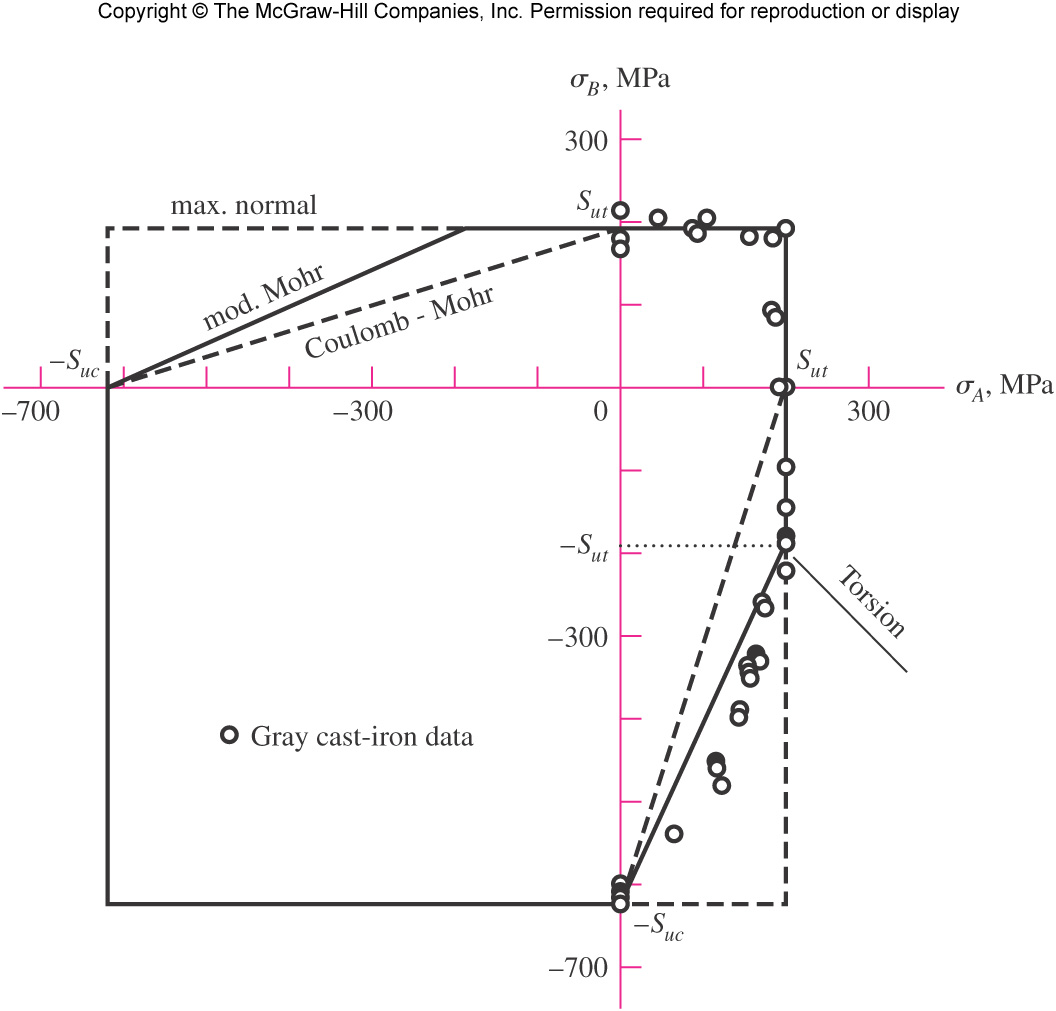 Copyright © The McGraw-Hill Companies, Inc. Permission required for reproduction or display
σB, MPa
300
Sut
max. normal
mod. Mohr
Coulomb - Mohr
–Suc
Sut
σA, MPa
–700
–300
0
300
–Sut
Torsion
–300
Gray cast-iron data
–Suc
–700